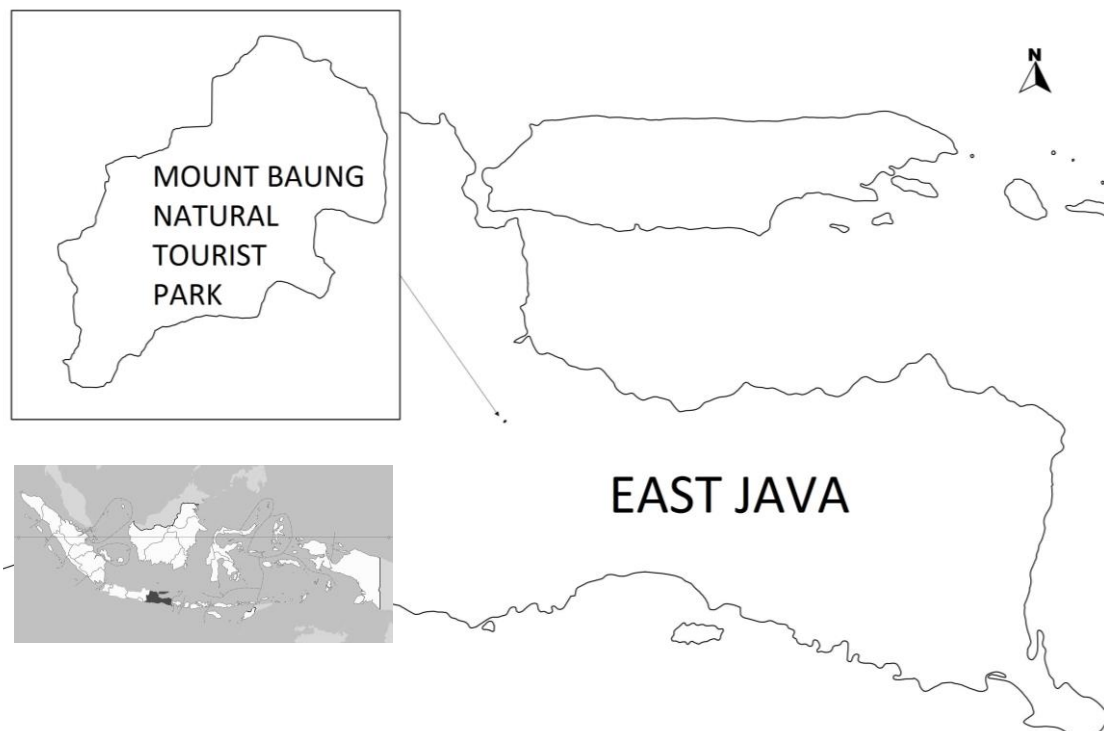 MOUNT BAUNG
NATURAL
TOURIST
PARK
N
EAST JAVA